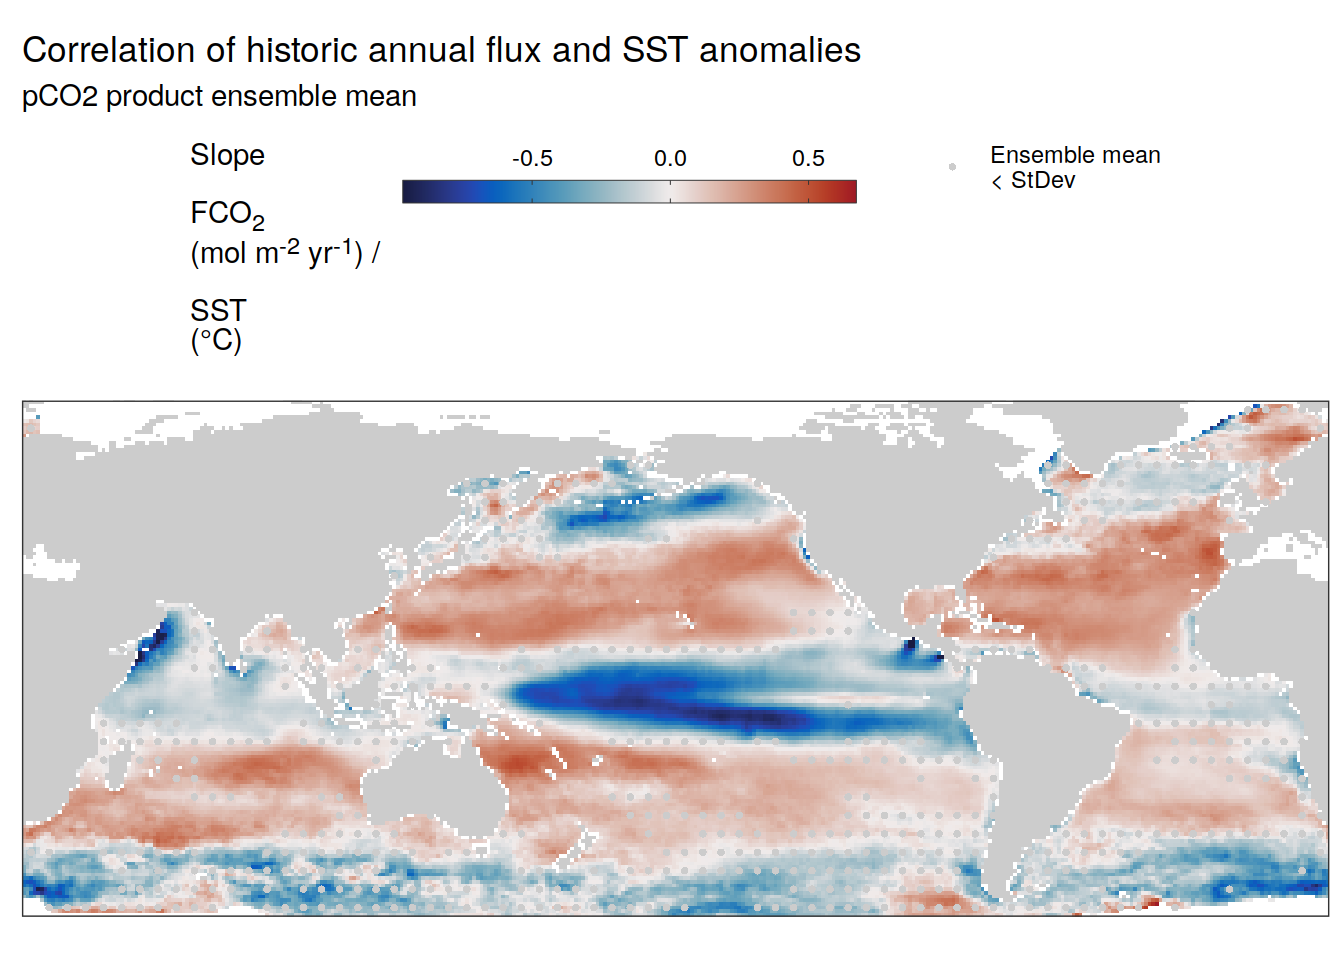 Correlation of historic annual flux and SST anomalies
pCO2 product ensemble mean
Slope
FCO₂
(mol m⁻² yr⁻¹) /
SST
(°C)
-0.5 0.0 0.5
Ensemble mean
< StDev